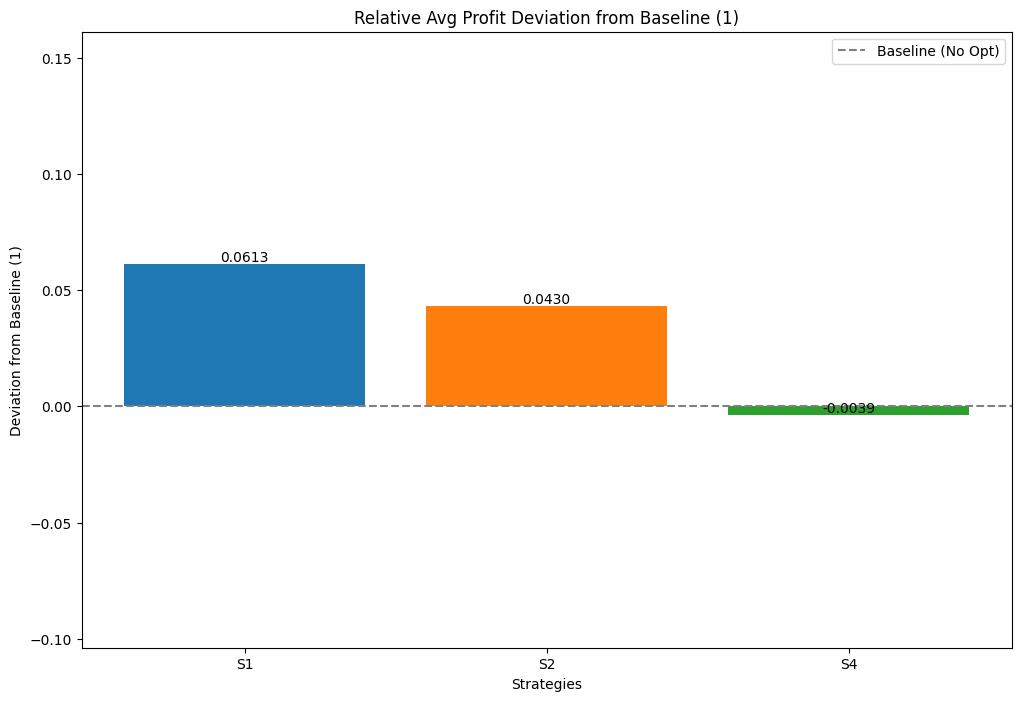 Relative Avg Profit Deviation from Baseline (1)
Baseline (No Opt)
Deviation from Baseline (1)
0.15
0.10
0.05
0.00
−0.05
−0.10
0.0613
0.0430
-0.0039
S1
S2
S4
Strategies